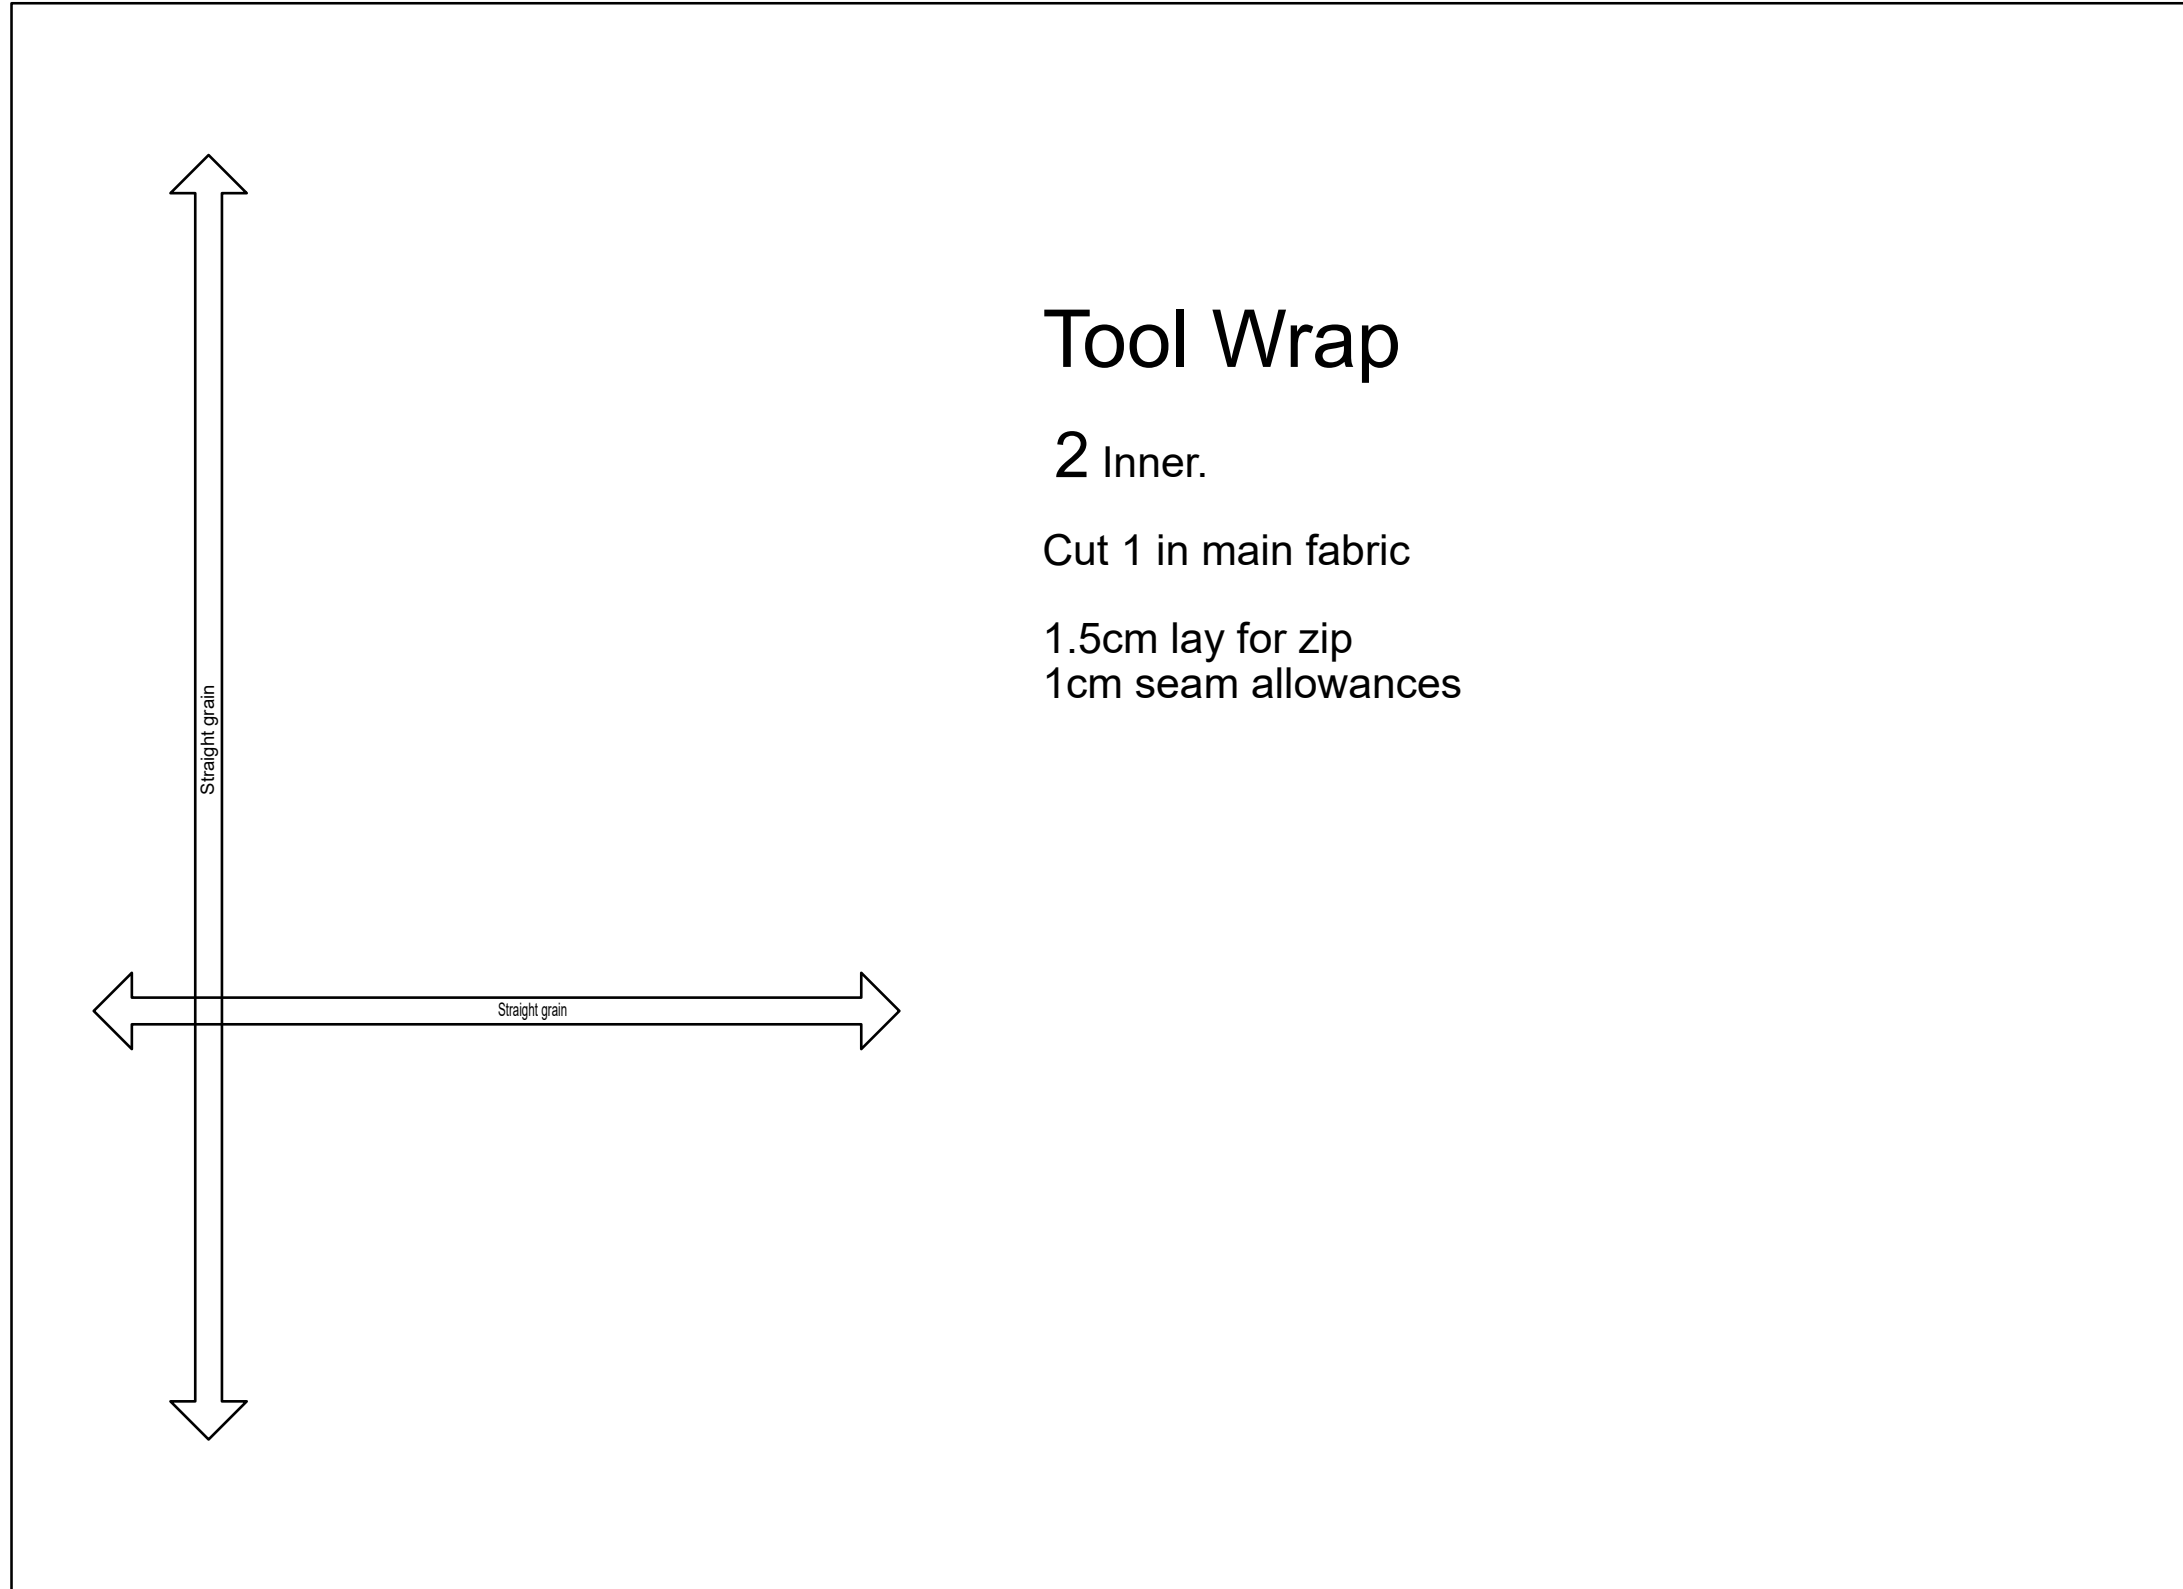 Tool Wrap
2 Inner.
Cut 1 in main fabric
1.5cm lay for zip
1cm seam allowances
Straight grain
Straight grain